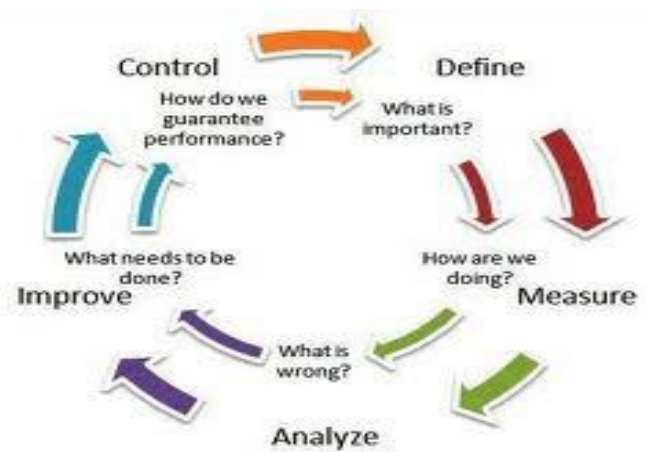 Control
Define
How do we
guarantee
performance?
What is
important?
What needs to be
done?
Improve
How are we
doing?
Measure
What is
wrong?
Analyze